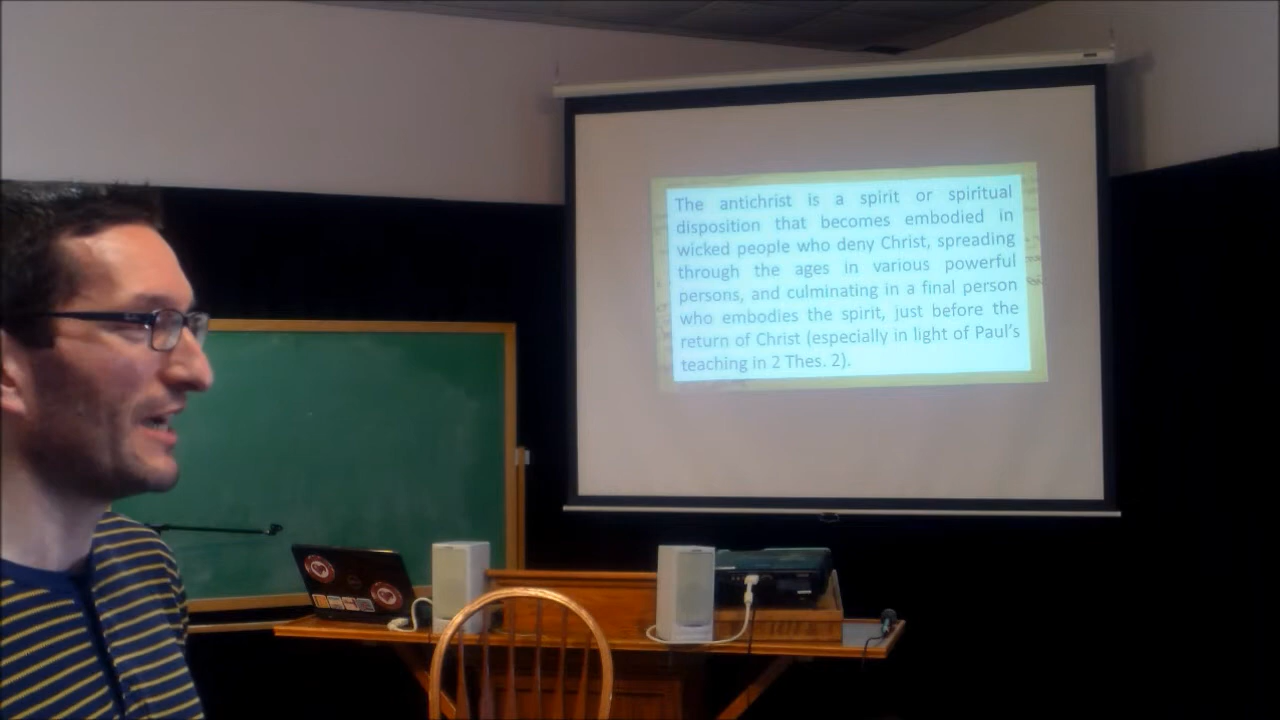 The antichrist is a spirit or spiritual
disposition that becomes embodied in
wicked people who deny Christ, spreading
through the ages in various powerful
persons, and culminating in a final person
who embodies the spirit, just before the
return of Christ (especially in light of Paul's
teaching in 2 Thes. 2).